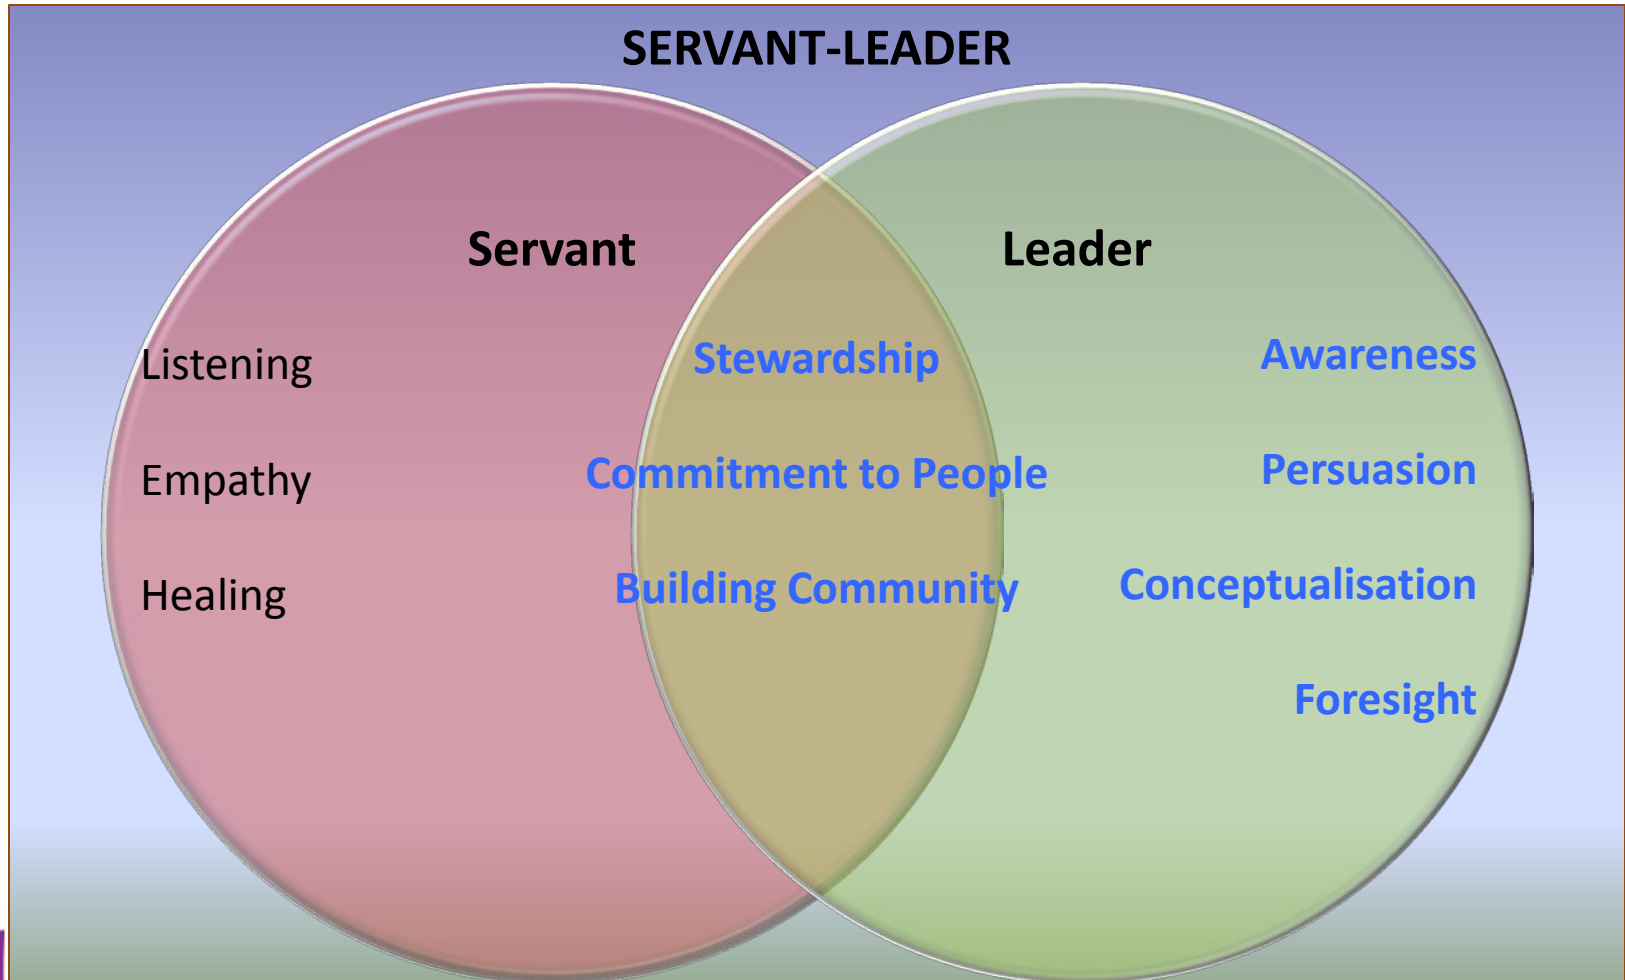 SERVANT-LEADER
Servant
Listening
Empathy
Healing
Stewardship
Commitment to People
Building Community
Leader
Awareness
Persuasion
Conceptualisation
Foresight